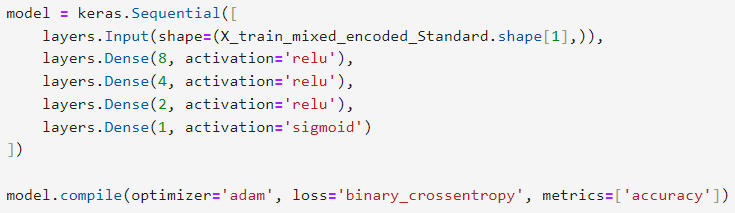 model = keras.Sequential([
    layers.Input(shape=(X_train_mixed_encoded_Standard.shape[1],)),
    layers.Dense(8, activation='relu'),
    layers.Dense(4, activation='relu'),
    layers.Dense(2, activation='relu'),
    layers.Dense(1, activation='sigmoid')
])

model.compile(optimizer='adam', loss='binary_crossentropy', metrics=['accuracy'])